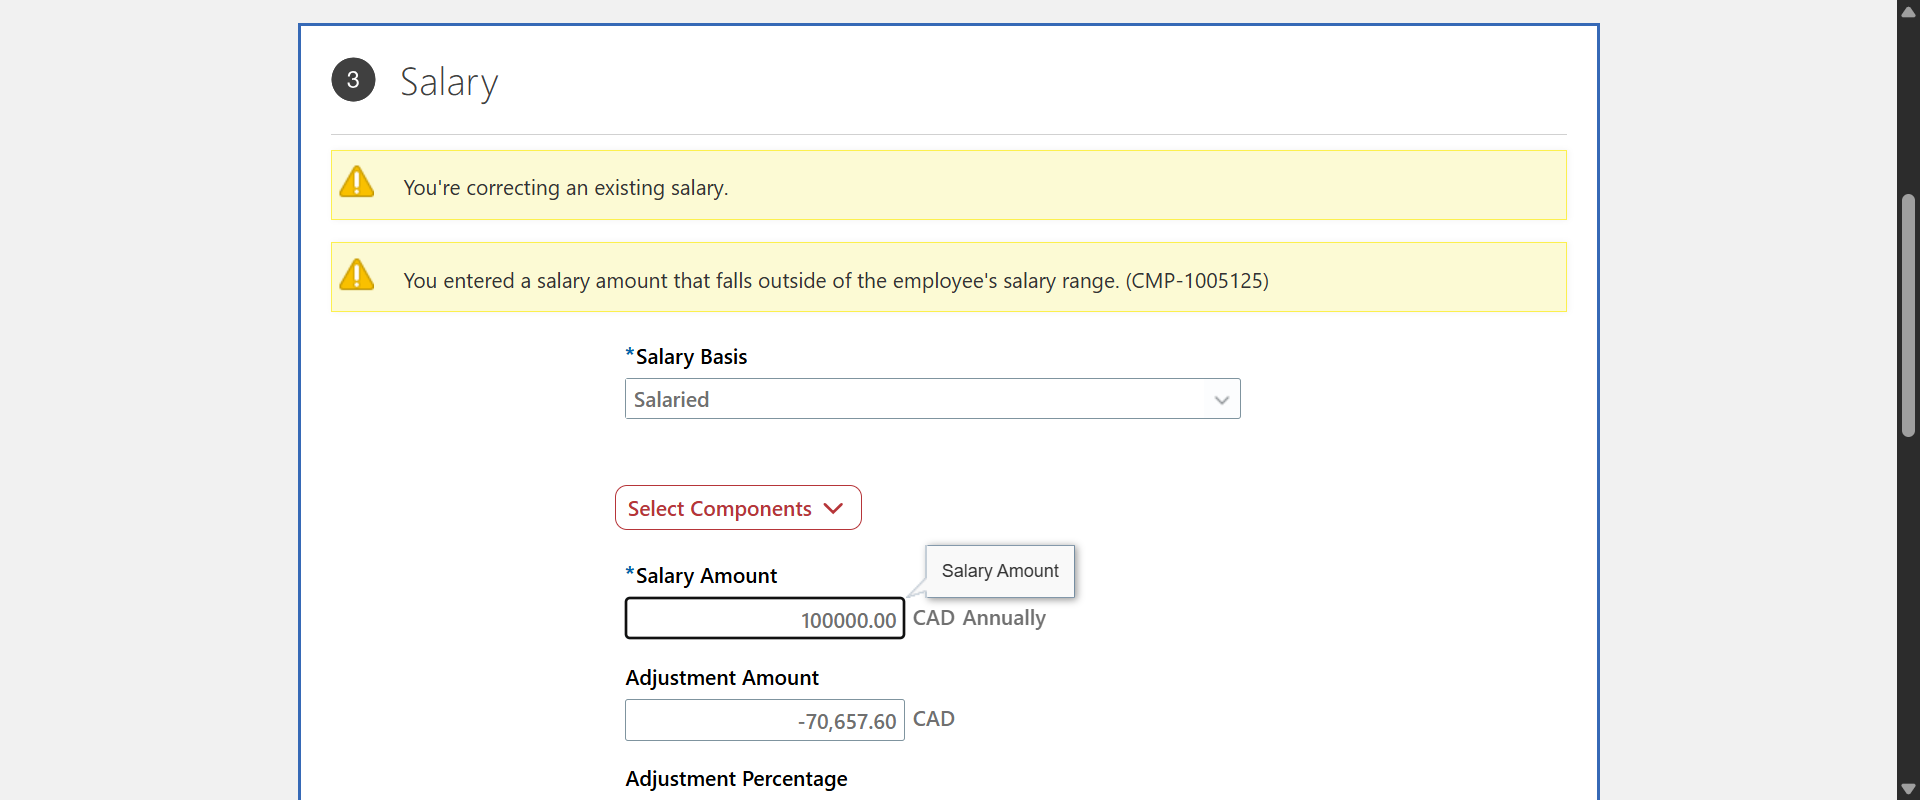 3 Salary
You're correcting an existing salary.
You entered a salary amount that falls outside of the employee's salary range. (CMP-1005125)
*Salary Basis
Salaried
Select Components
Salary Amount
*Salary Amount
100000.00 CAD Annually
Adjustment Amount
-70,657.60 CAD
Adjustment Percentage